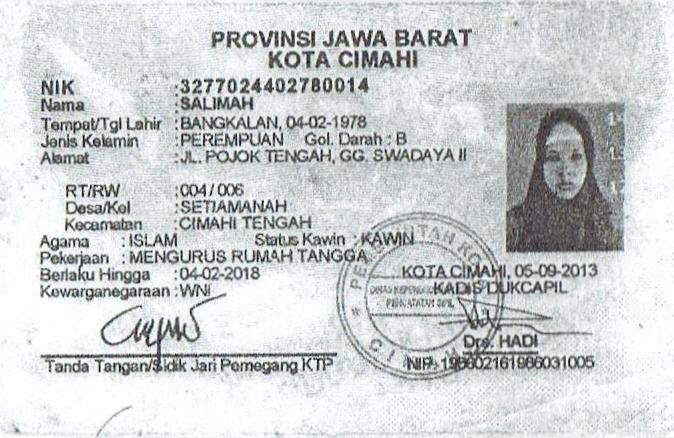 PROVINSI JAWA BARAT
KOTA CIMAHI
NIK : 3277024402780014
Nama : SALIMAH
Tempat/Tgl Lahir : BANGKALAN, 04-02-1978
Jenis Kelamin : PEREMPUAN Gol. Darah : B
Alamat : JL. POJOK TENGAH, GG. SWADAYA II
RT/RW : 004 / 006
Desa/Kel : SETIAMANAH
Kecamatan : CIMAHI TENGAH
Agama : ISLAM Status Kawin : KAWIN
Pekerjaan : MENGURUS RUMAH TANGGA
Berlaku Hingga : 04-02-2018
Kewarganegaraan : WNI
KOTA CIMAHI, 05-09-2013
KADIS DUKCAPIL
Drs. HADI
NIP.
Tanda Tangan/Sidik Jari Pemegang KTP